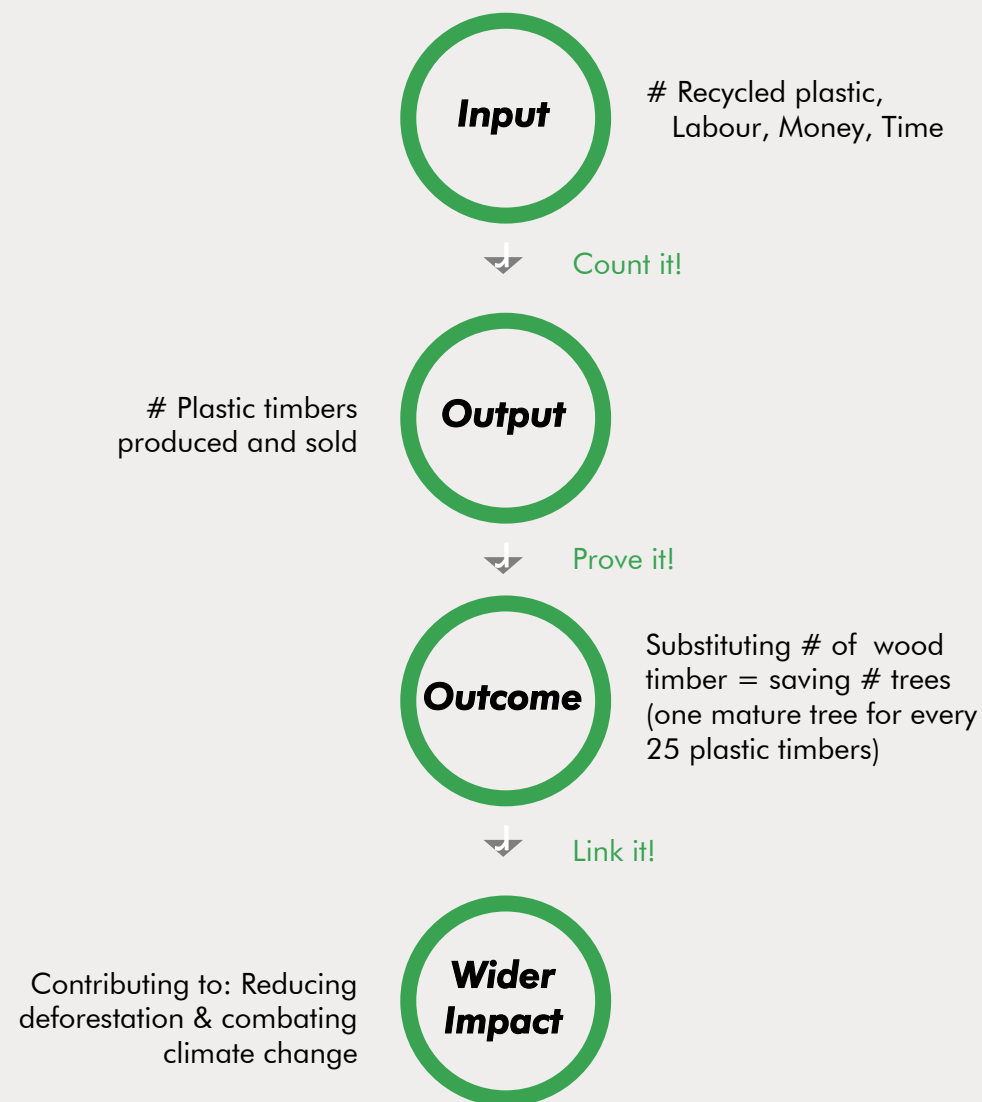 Input
# Recycled plastic,
Labour, Money, Time
Count it!
# Plastic timbers
produced and sold
Output
Prove it!
Outcome
Substituting # of wood
timber = saving # trees
(one mature tree for every
25 plastic timbers)
Link it!
Contributing to: Reducing
deforestation & combating
climate change
Wider
Impact